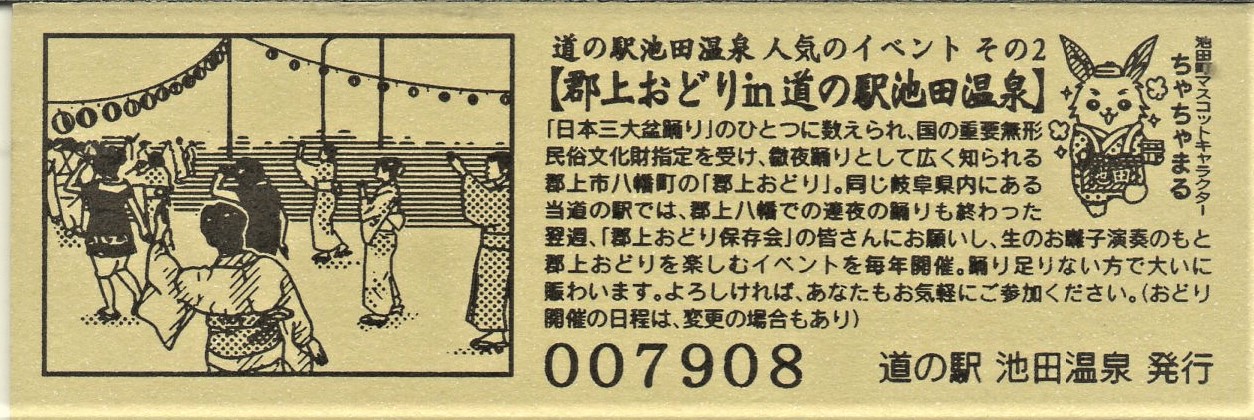 道の駅池田温泉 人気のイベント その2
【郡上おどりin道の駅池田温泉】
「日本三大盆踊り」のひとつに数えられ、国の重要無形
民俗文化財指定を受け、徹夜踊りとして広く知られる
郡上市八幡町の「郡上おどり」。同じ岐阜県内にある
当道の駅では、郡上八幡での連夜の踊りも終わった
翌週、「郡上おどり保存会」の皆さんにお願いし、生のお囃子演奏のもと
郡上おどりを楽しむイベントを毎年開催。踊り足りない方で大いに
賑わいます。よろしければ、あなたもお気軽にご参加ください。(おどり
開催の日程は、変更の場合もあり)
池田町マスコットキャラクター
ちゃちゃまる
池田
007908
道の駅 池田温泉 発行